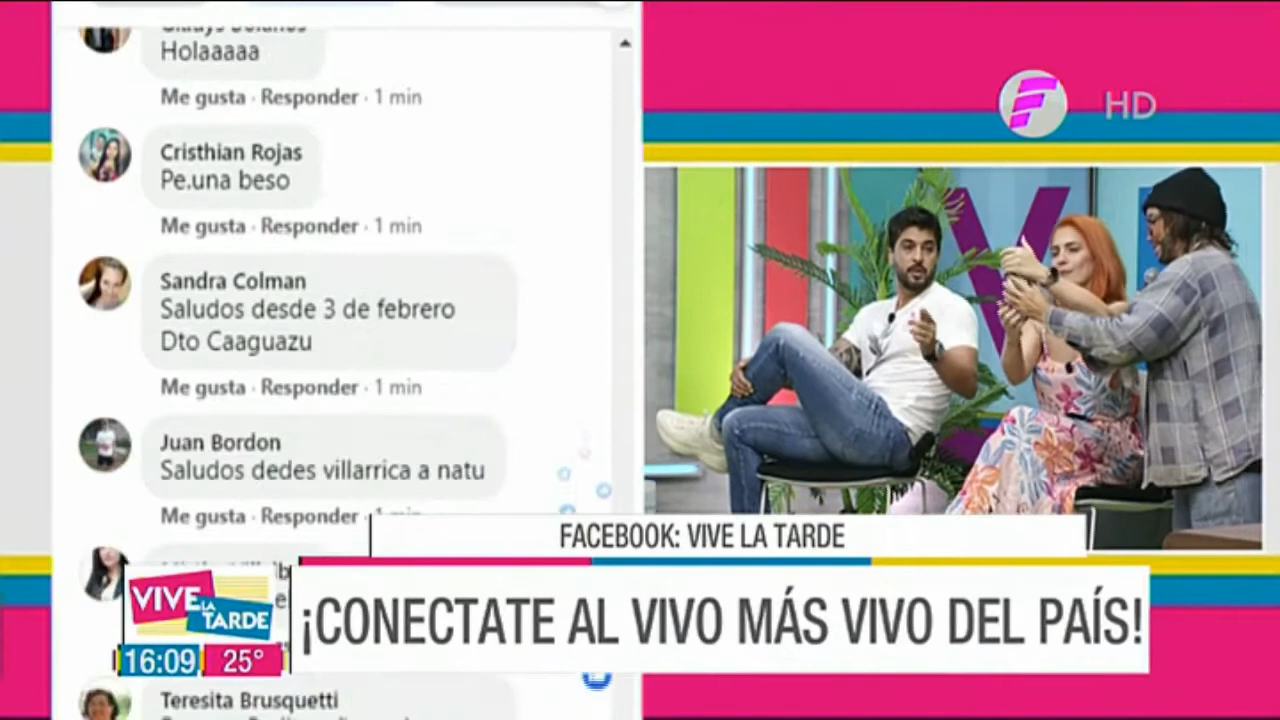 Holaaaaa
Me gusta · Responder · 1 min
Cristhian Rojas
Pe.una beso
Me gusta · Responder · 1 min
Sandra Colman
Saludos desde 3 de febrero
Dto Caaguazu
Me gusta · Responder · 1 min
Juan Bordon
Saludos dedes villarrica a natu
Me gusta · Responder ·
Teresita Brusquetti
HD
FACEBOOK: VIVE LA TARDE
VIVE LA TARDE
¡CONECTATE AL VIVO MÁS VIVO DEL PAÍS!
16:09 25°